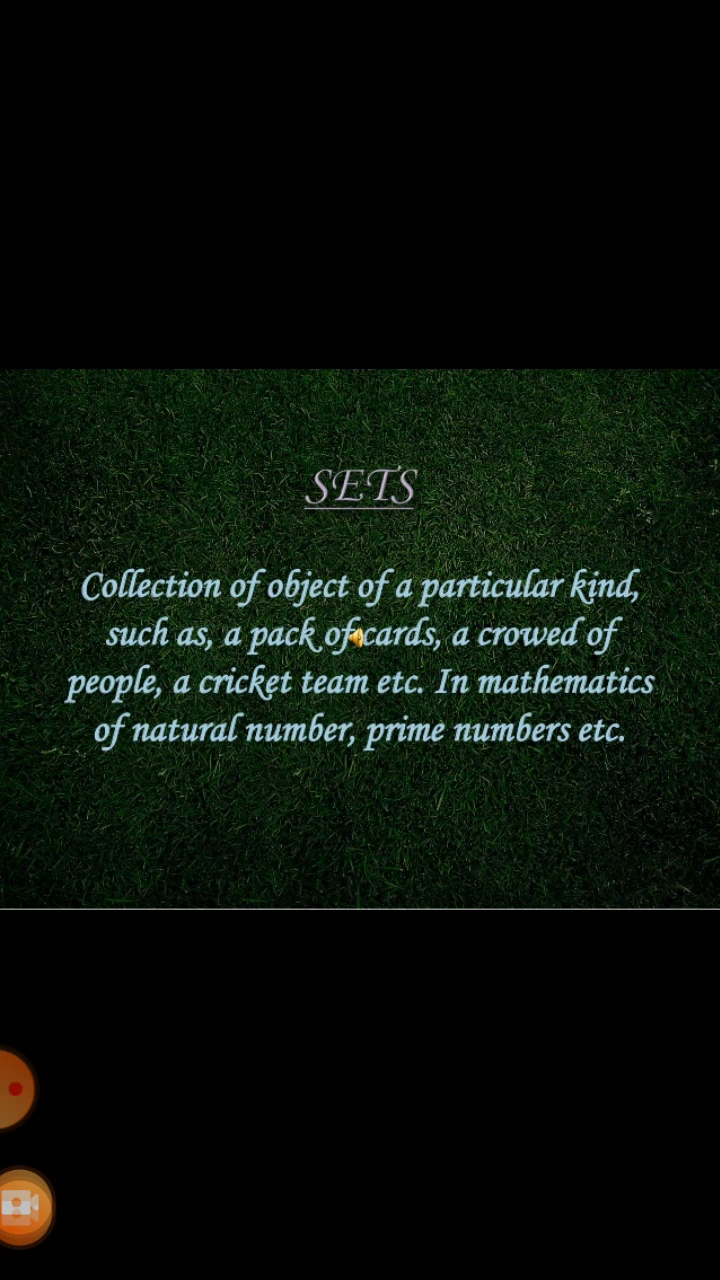 SETS
Collection of object of a particular kind,
such as, a pack of cards, a crowed of
people, a cricket team etc. In mathematics
of natural number, prime numbers etc.